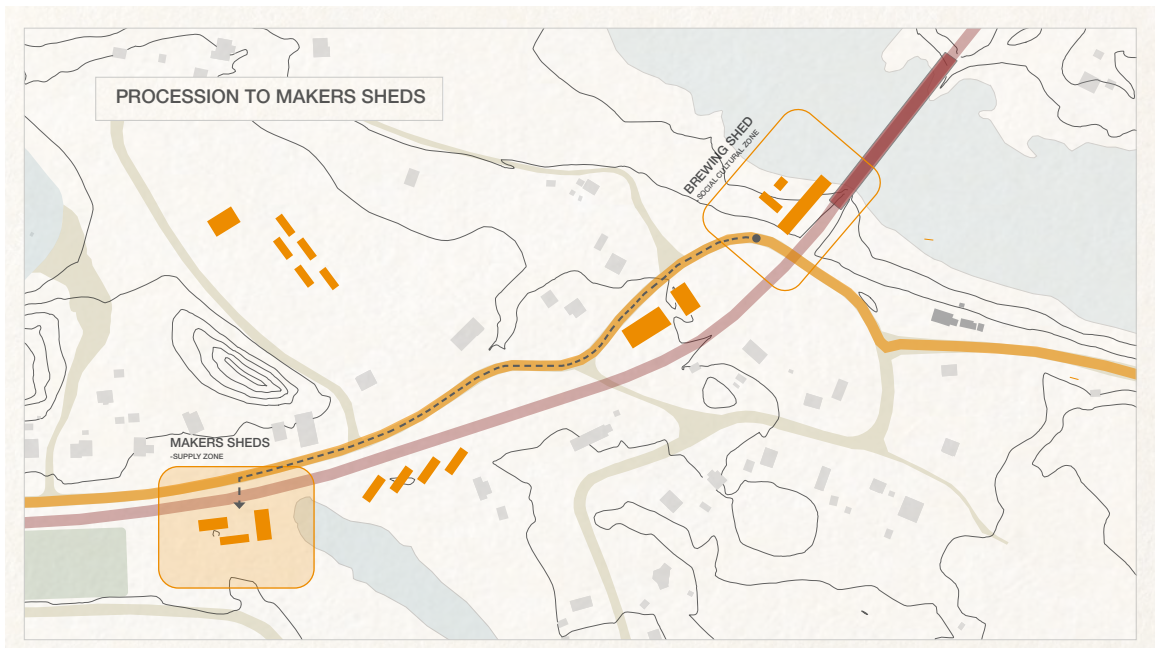 PROCESSION TO MAKERS SHEDS
BREWING SHED
-SOCIAL CULTURAL ZONE
MAKERS SHEDS
-SUPPLY ZONE